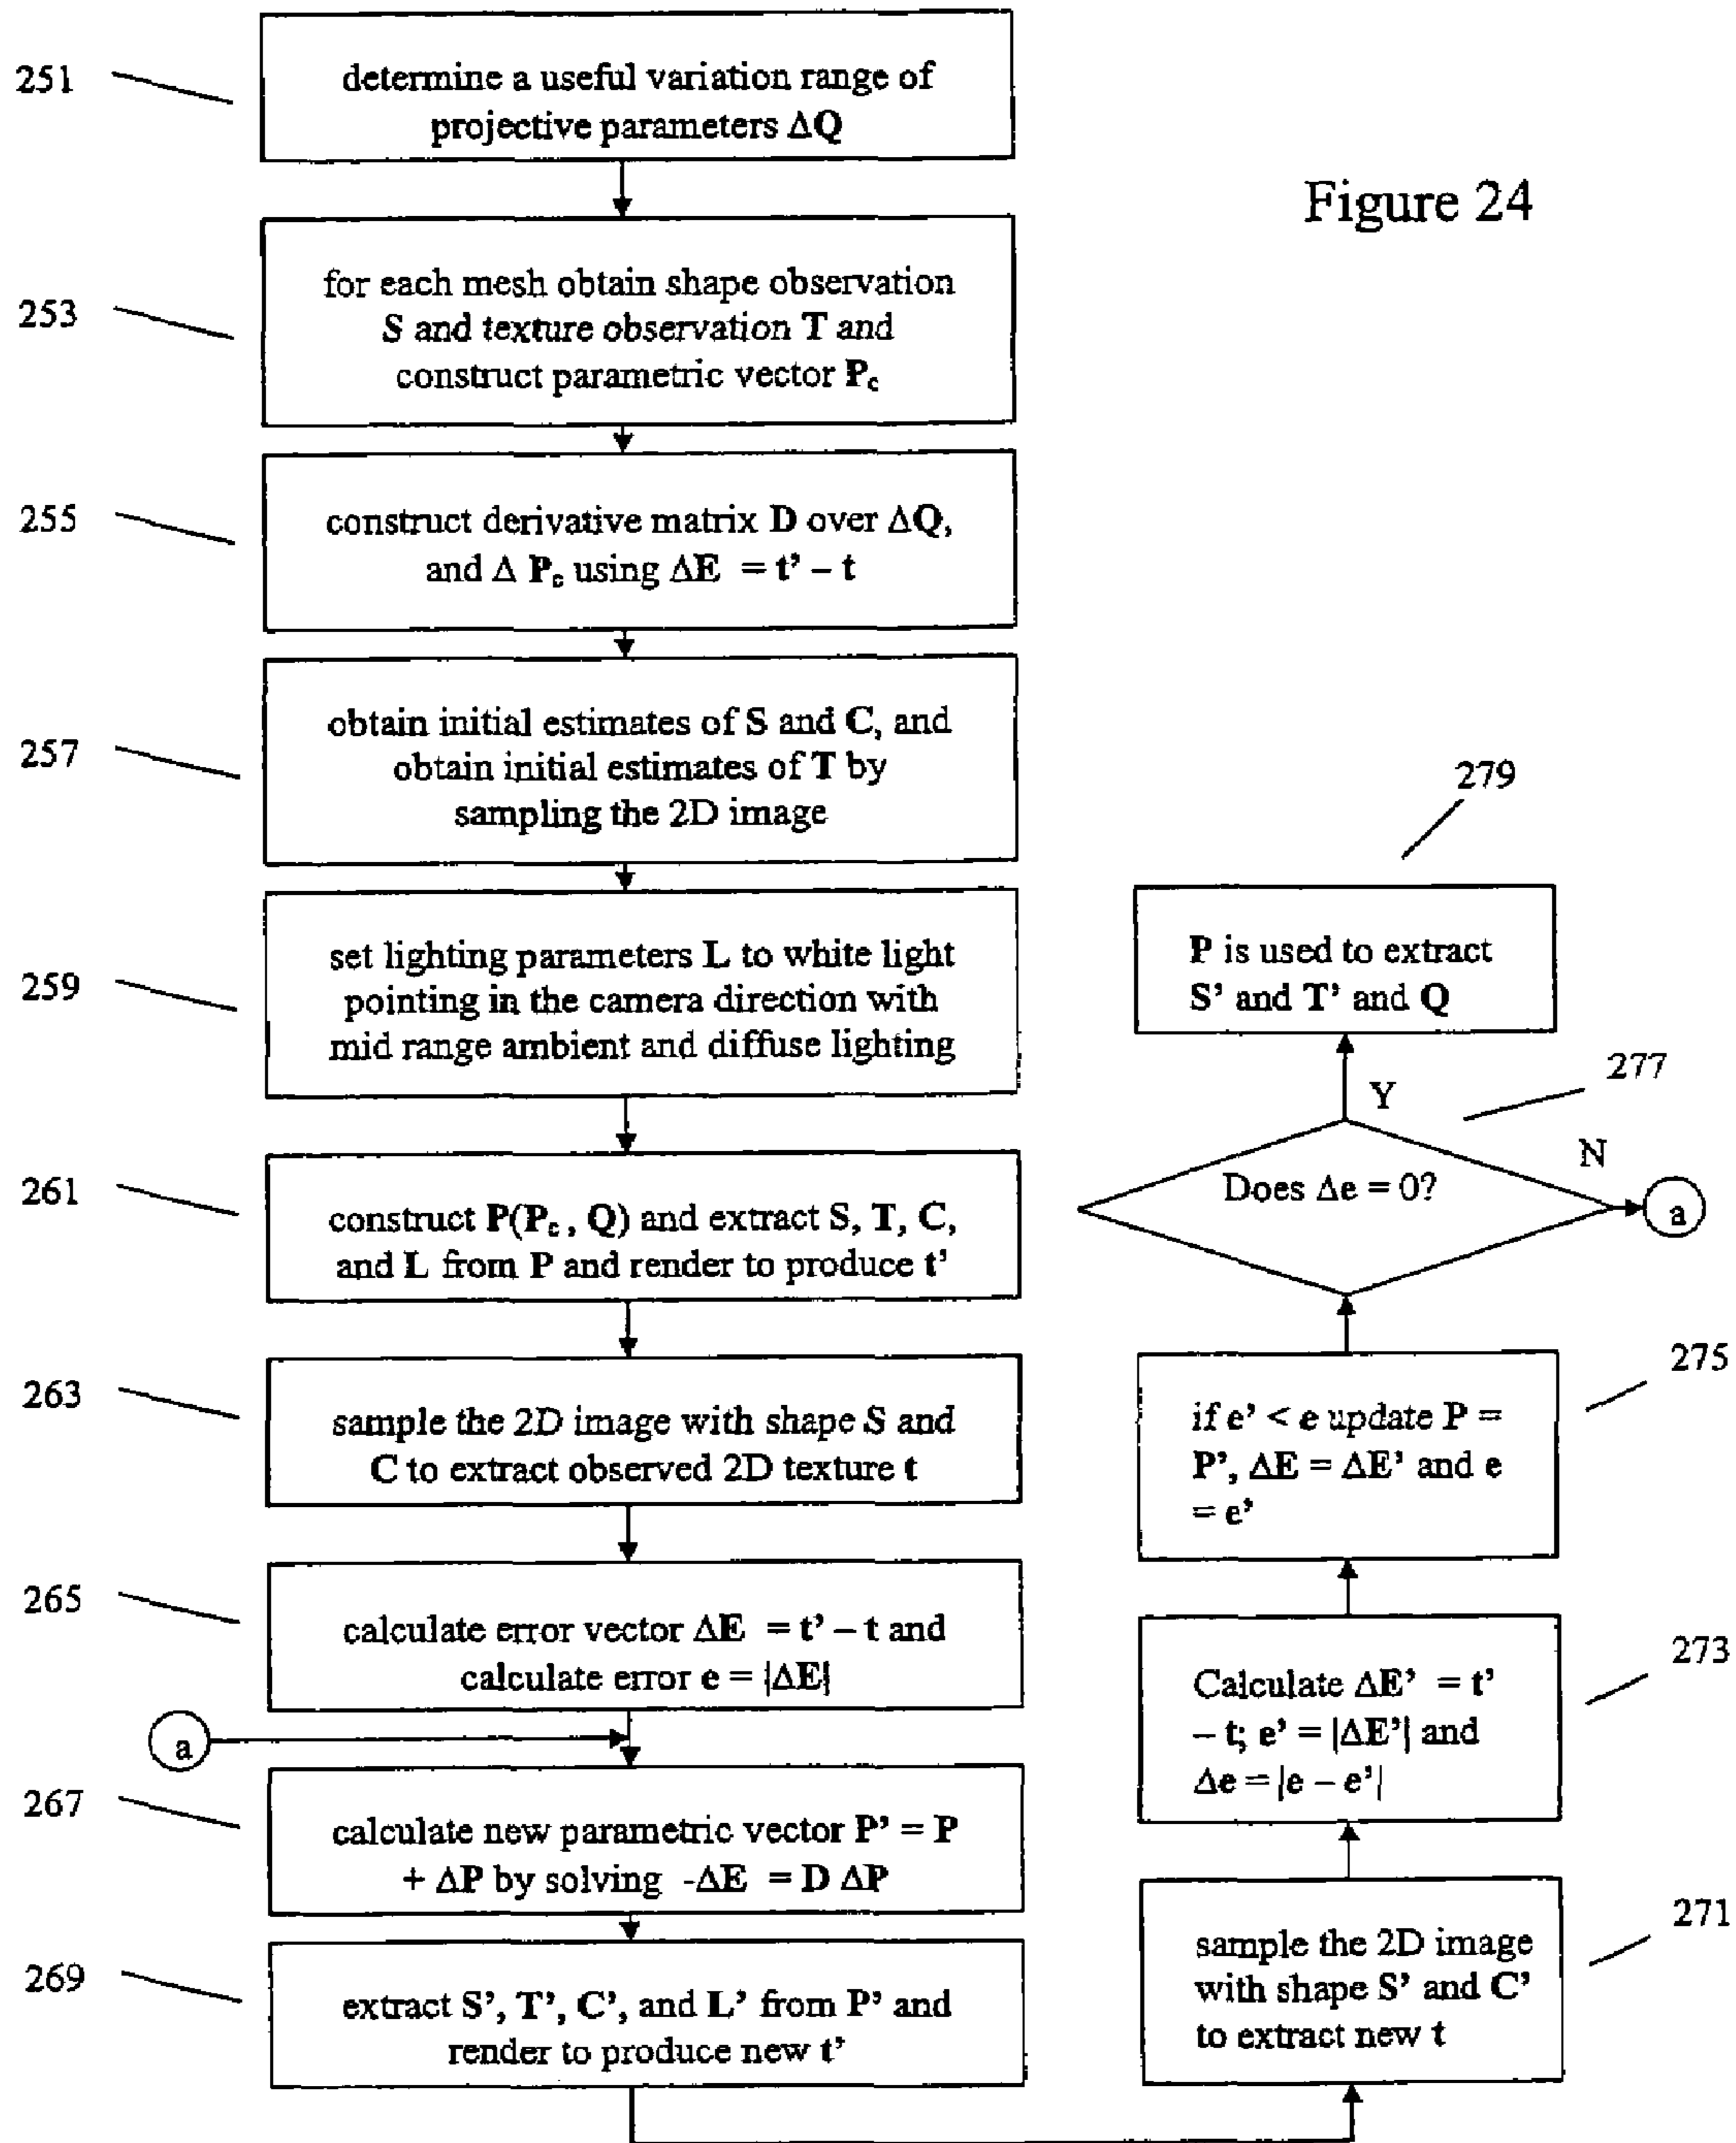 251
determine a useful variation range of
projective parameters ΔQ
Figure 24
253
for each mesh obtain shape observation
S and texture observation T and
construct parametric vector Pc
255
construct derivative matrix D over ΔQ,
and Δ Pc using ΔE = t’ – t
257
obtain initial estimates of S and C, and
obtain initial estimates of T by
sampling the 2D image
259
set lighting parameters L to white light
pointing in the camera direction with
mid range ambient and diffuse lighting
261
construct P(Pc , Q) and extract S, T, C,
and L from P and render to produce t’
263
sample the 2D image with shape S and
C to extract observed 2D texture t
265
calculate error vector ΔE = t’ – t and
calculate error e = |ΔE|
a
267
calculate new parametric vector P’ = P
+ ΔP by solving -ΔE = D ΔP
269
extract S’, T’, C’, and L’ from P’ and
render to produce new t’
271
sample the 2D image
with shape S’ and C’
to extract new t
273
Calculate ΔE’ = t’
– t; e’ = |ΔE’| and
Δe = |e – e’|
275
if e’ < e update P =
P’, ΔE = ΔE’ and e
= e’
277
Does Δe = 0?
N
a
Y
279
P is used to extract
S’ and T’ and Q